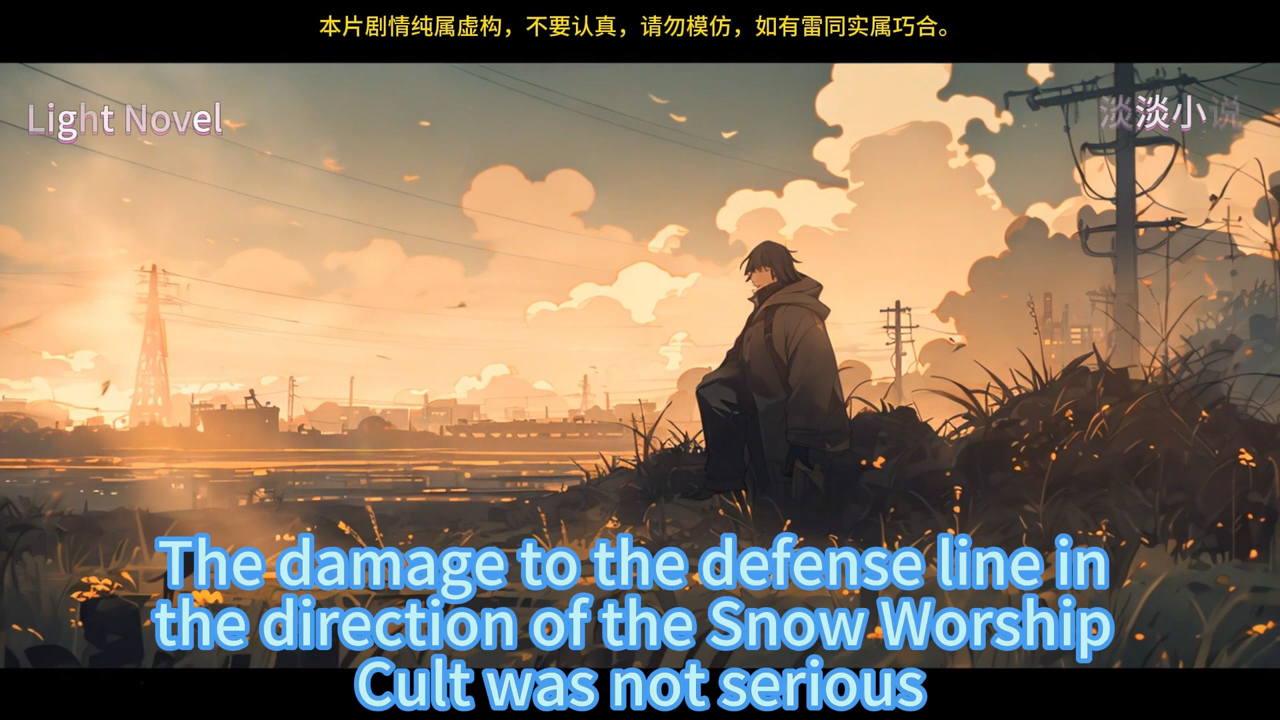 本片剧情纯属虚构，不要认真，请勿模仿，如有雷同实属巧合。
Light Novel
淡淡小说
The damage to the defense line in
the direction of the Snow Worship
Cult was not serious